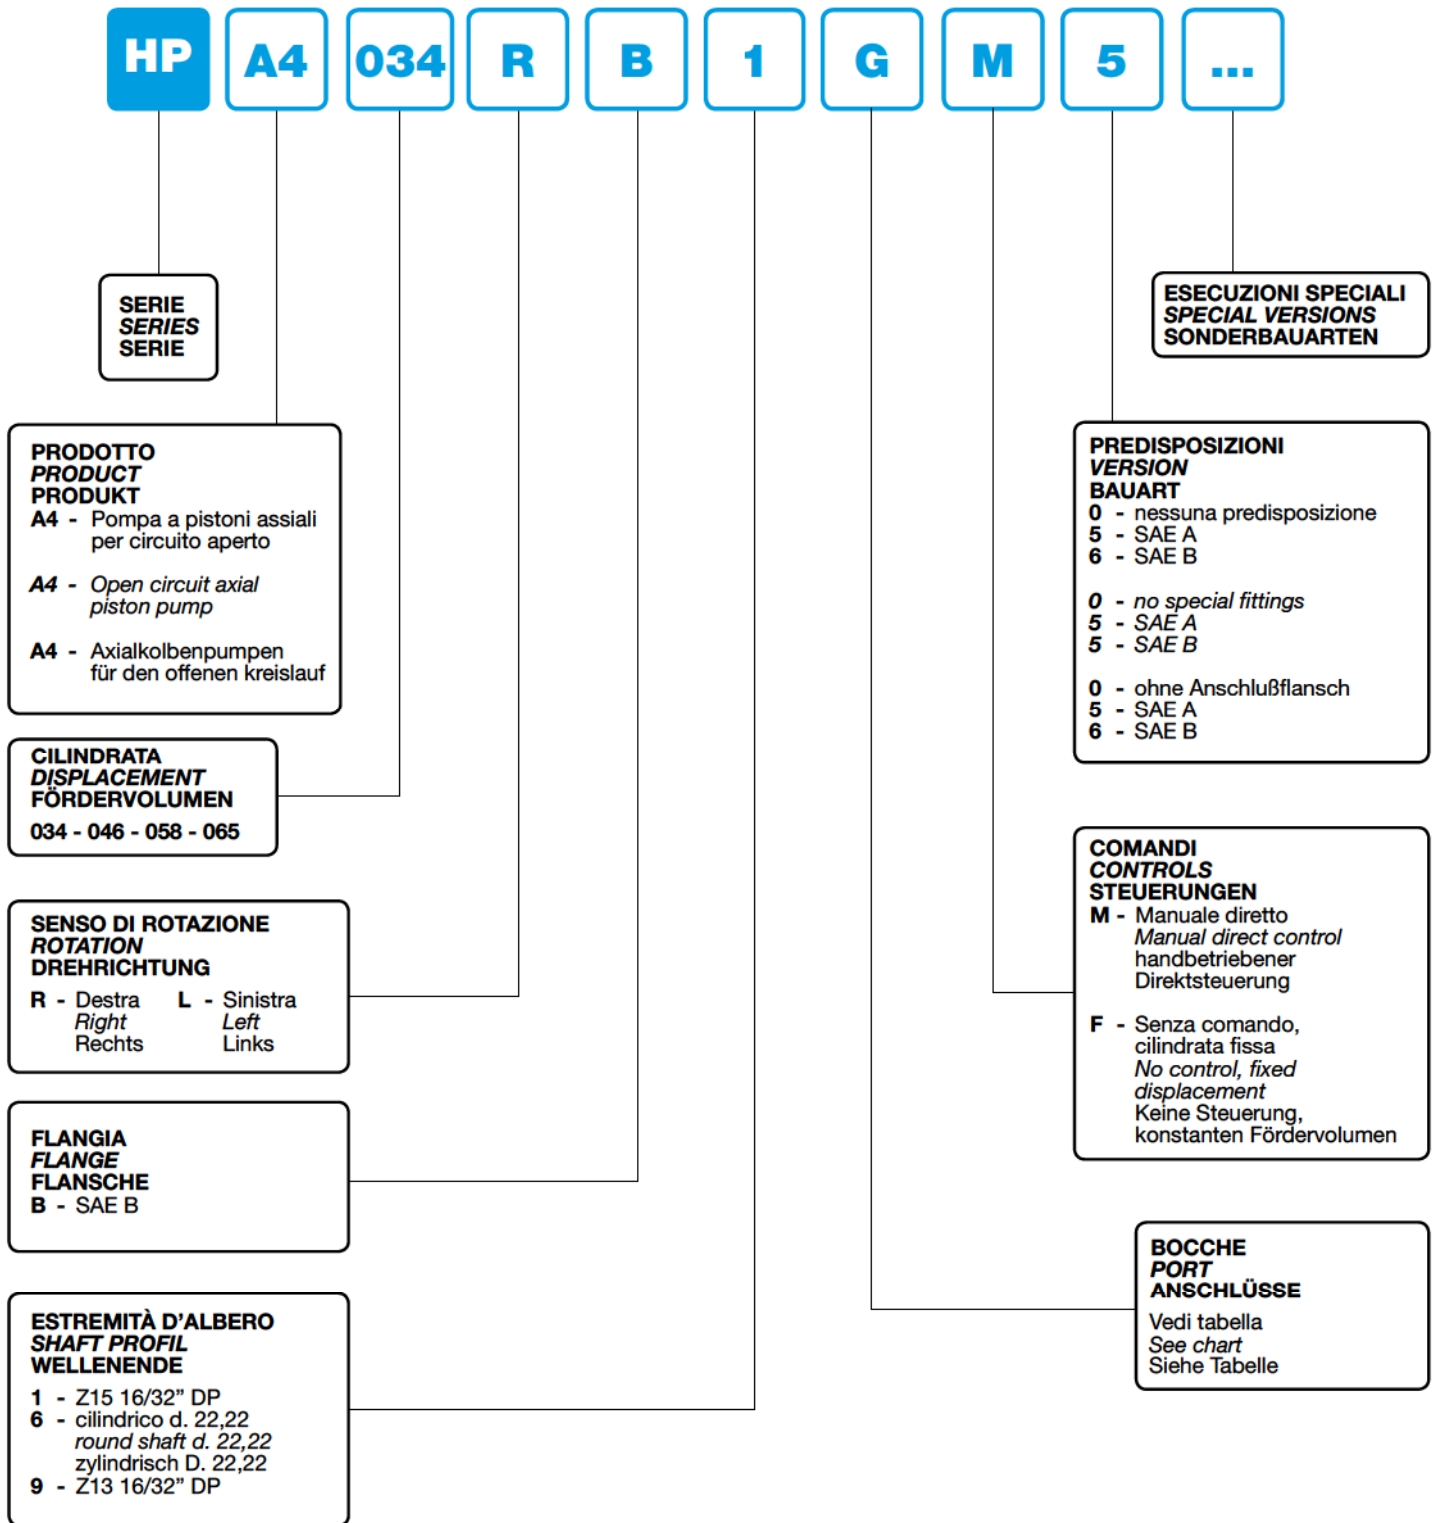 HP A4 034 R B 1 G M 5 ...
SERIE
SERIES
SERIE
ESECUZIONI SPECIALI
SPECIAL VERSIONS
SONDERBAUARTEN
PRODOTTO
PRODUCT
PRODUKT
A4 - Pompa a pistoni assiali
per circuito aperto
A4 - Open circuit axial
piston pump
A4 - Axialkolbenpumpen
für den offenen kreislauf
PREDISPOSIZIONI
VERSION
BAUART
0 - nessuna predisposizione
5 - SAE A
6 - SAE B
0 - no special fittings
5 - SAE A
5 - SAE B
0 - ohne Anschlußflansch
5 - SAE A
6 - SAE B
CILINDRATA
DISPLACEMENT
FÖRDERVOLUMEN
034 - 046 - 058 - 065
COMANDI
CONTROLS
STEUERUNGEN
M - Manuale diretto
Manual direct control
handbetriebener
Direktsteuerung
F - Senza comando,
cilindrata fissa
No control, fixed
displacement
Keine Steuerung,
konstanten Fördervolumen
SENSO DI ROTAZIONE
ROTATION
DREHRICHTUNG
R - Destra L - Sinistra
Right Left
Rechts Links
FLANGIA
FLANGE
FLANSCHE
B - SAE B
BOCCHE
PORT
ANSCHLÜSSE
Vedi tabella
See chart
Siehe Tabelle
ESTREMITÀ D'ALBERO
SHAFT PROFIL
WELLENENDE
1 - Z15 16/32” DP
6 - cilindrico d. 22,22
round shaft d. 22,22
zylindrisch D. 22,22
9 - Z13 16/32” DP